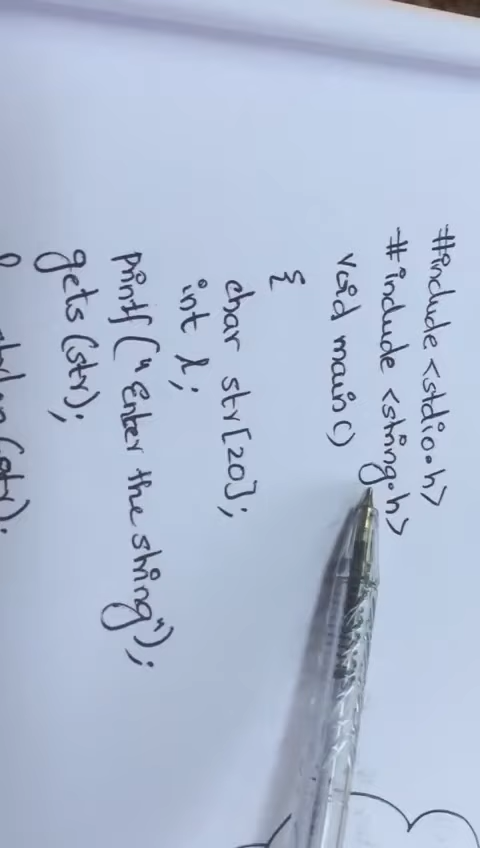 #include <stdio.h>
#include <string.h>
void main()
{
char str[20];
int l;
printf("Enter the string");
gets(str);